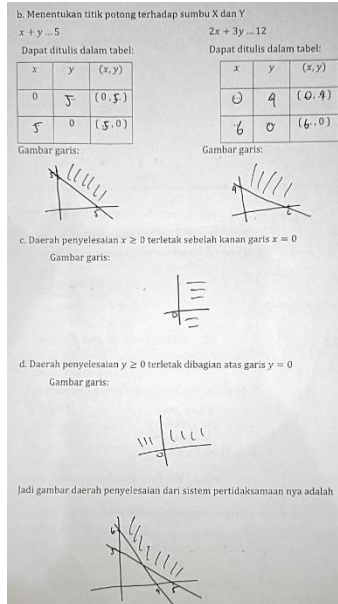 b. Menentukan titik potong terhadap sumbu X dan Y
x + y ... 5
2x + 3y ... 12
Dapat ditulis dalam tabel:
Dapat ditulis dalam tabel:
x y (x, y)
0 5 (0, 5)
5 0 (5, 0)
x y (x, y)
0 4 (0, 4)
6 0 (6, 0)
Gambar garis:
Gambar garis:
5
5
4
6
c. Daerah penyelesaian x ≥ 0 terletak sebelah kanan garis x = 0
Gambar garis:
0
d. Daerah penyelesaian y ≥ 0 terletak dibagian atas garis y = 0
Gambar garis:
0
Jadi gambar daerah penyelesaian dari sistem pertidaksamaan nya adalah
6
5
4 5